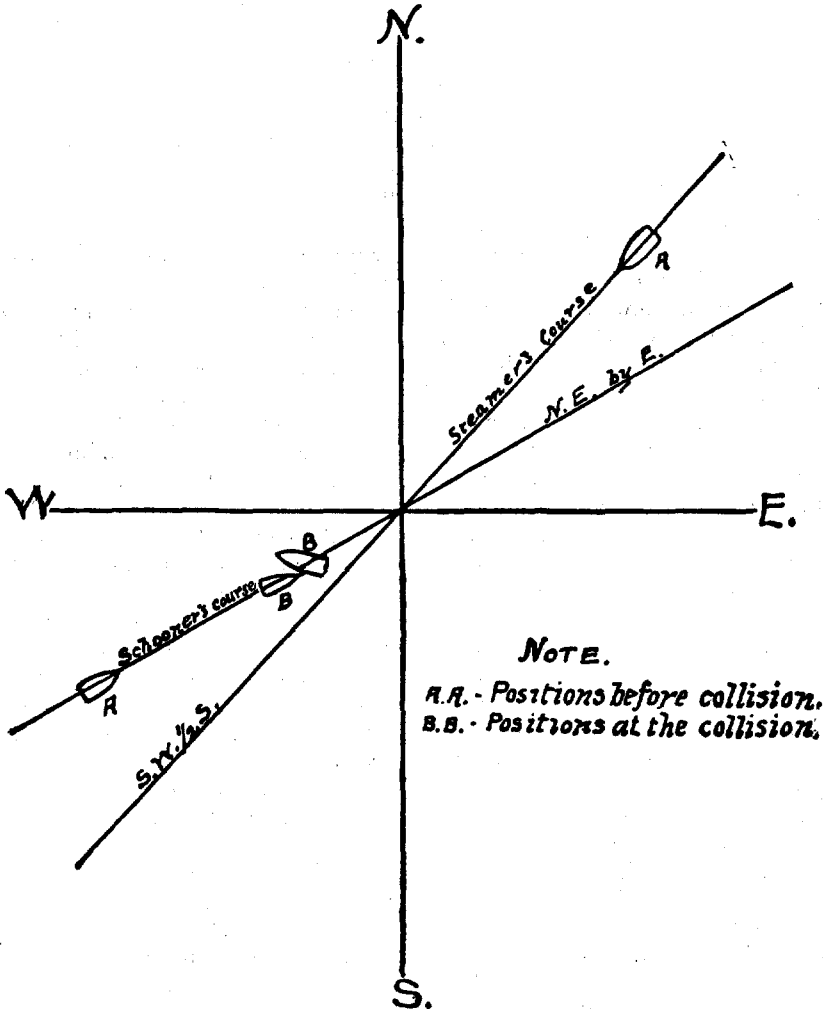 N.
A
Steamer's Course
N.E. by E.
W
E.
B
B
Schooner's course
A
S.W. 1/2 S.
NOTE.
A.A. - Positions before collision.
B.B. - Positions at the collision.
S.